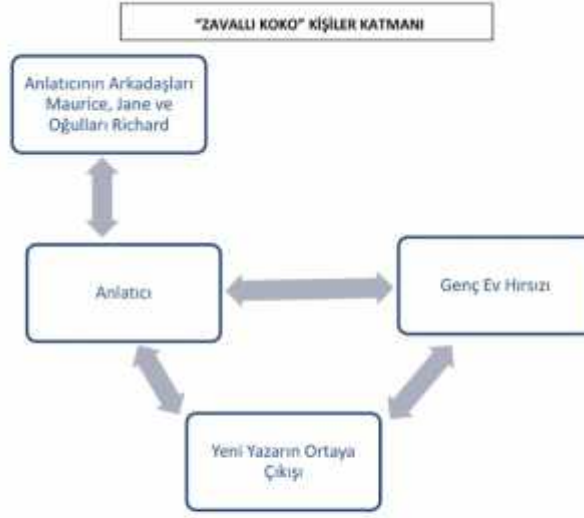 "ZAVALLI KOKO" KİŞİLER KATMANI
Anlatıcının Arkadaşları
Maurice, Jane ve
Oğulları Richard
Anlatıcı
Genç Ev Hırsızı
Yeni Yazarın Ortaya
Çıkışı